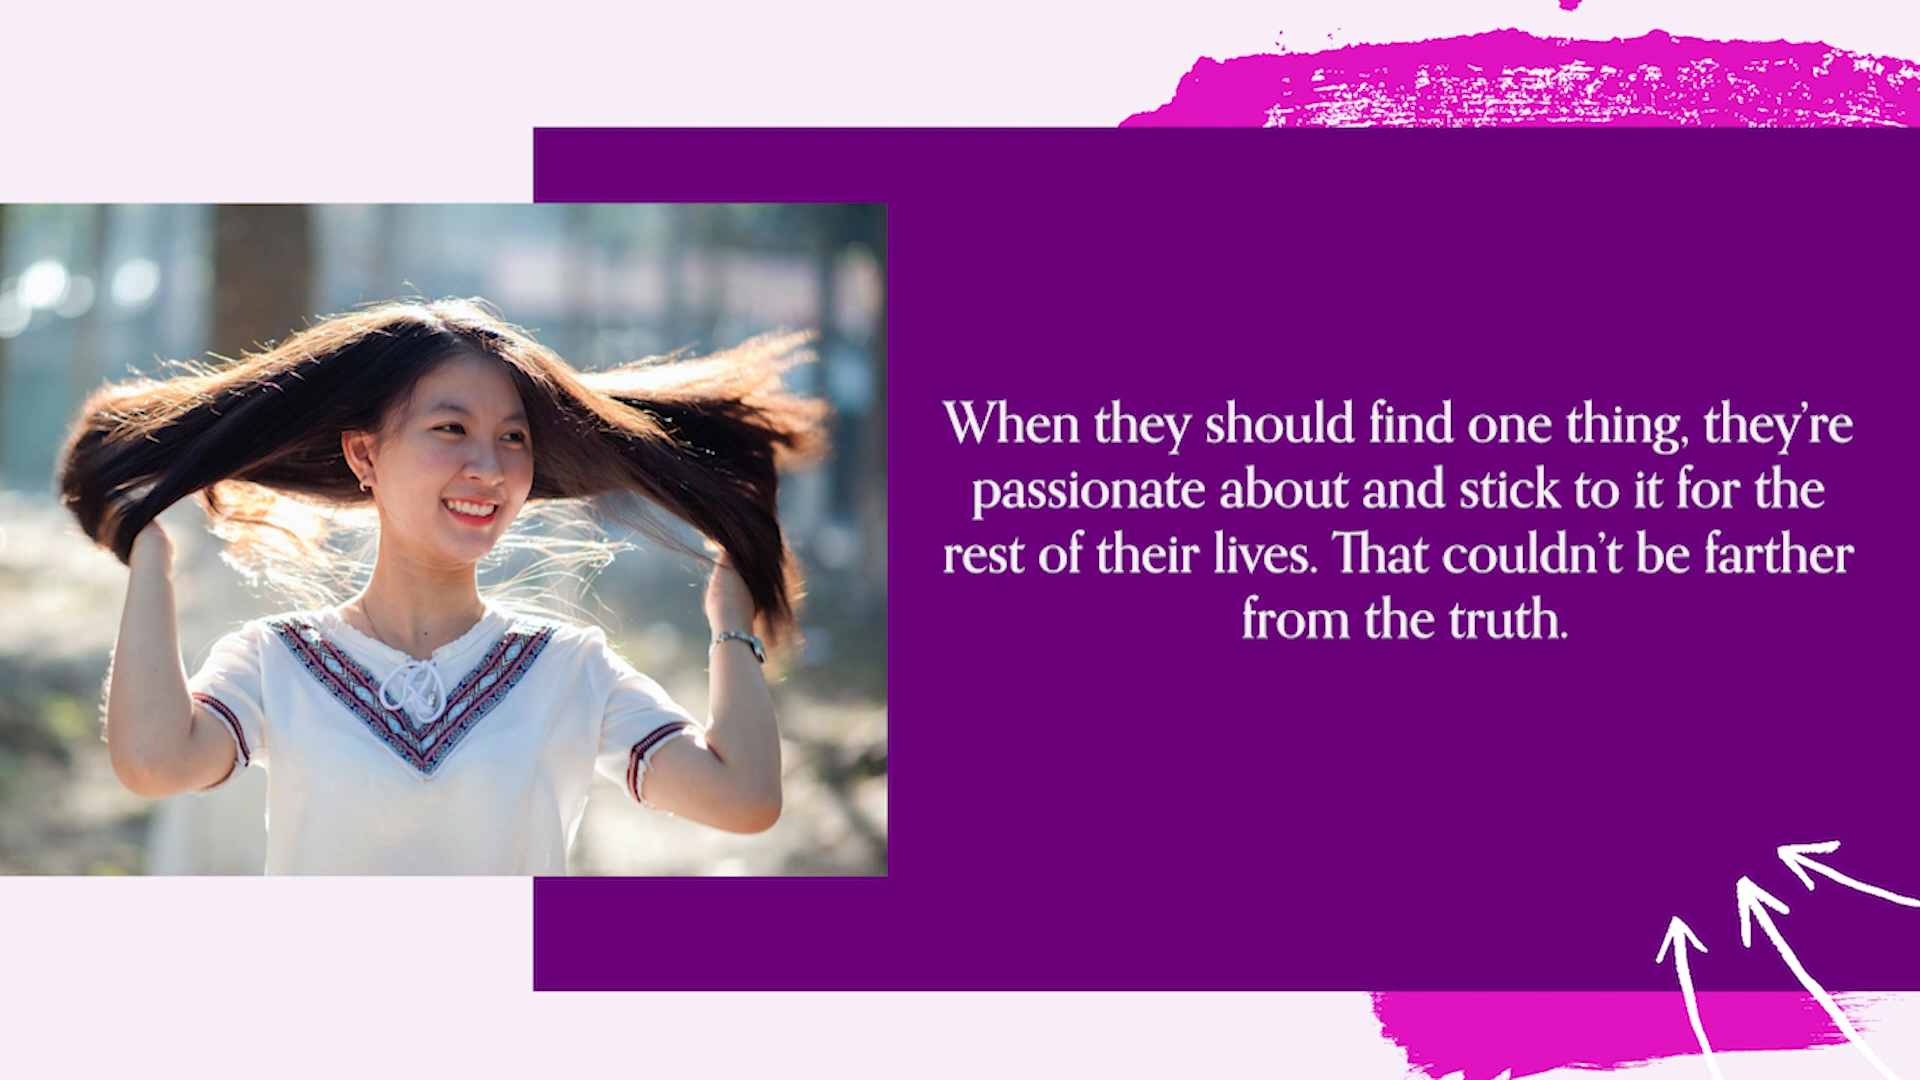 When they should find one thing, they’re
passionate about and stick to it for the
rest of their lives. That couldn’t be farther
from the truth.